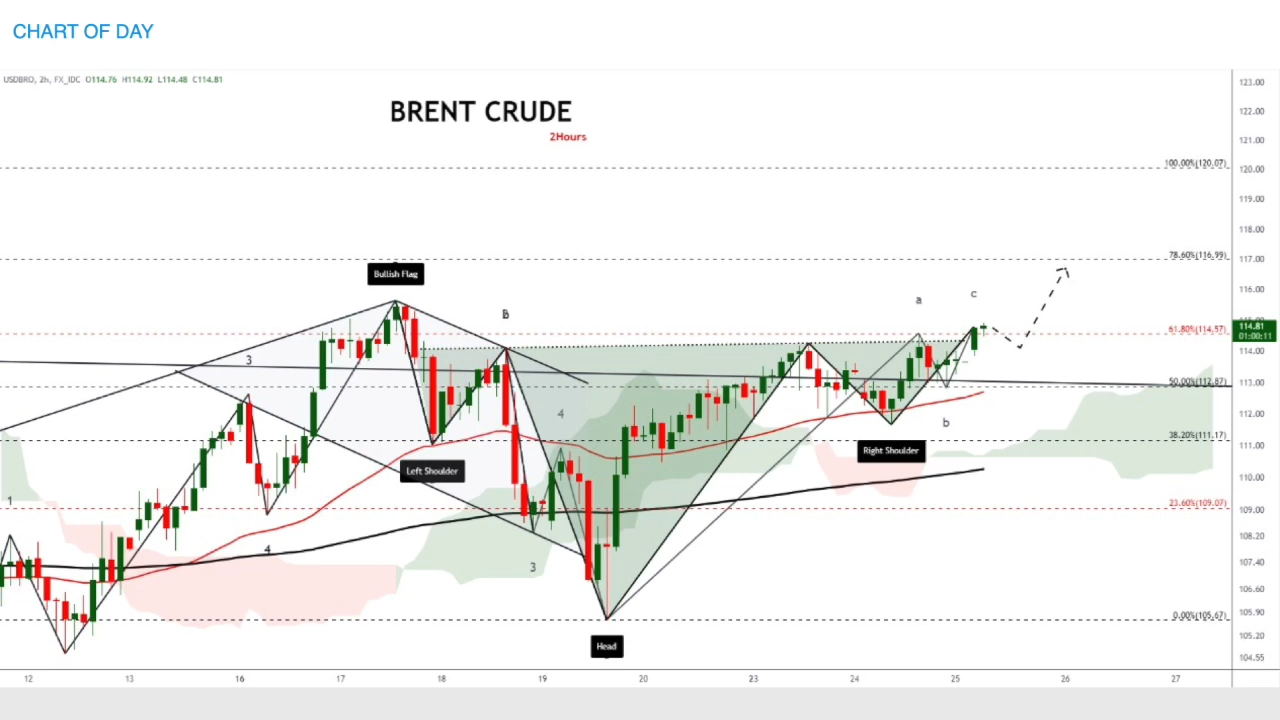 CHART OF DAY
USDBRO, 2h, FX_IDC O114.76 H114.92 L114.48 C114.81
BRENT CRUDE
2Hours
123.00
122.00
121.00
100.00%(120.07)
120.00
119.00
118.00
78.60%(116.99)
117.00
Bullish Flag
116.00
a
c
B
61.80%(114.57)
114.81
01:00:11
114.00
3
50.00%(112.87)
113.00
4
112.00
b
38.20%(111.17)
111.00
Right Shoulder
Left Shoulder
110.00
1
23.60%(109.07)
109.00
108.20
4
3
107.40
106.60
0.00%(105.67)
105.90
105.20
Head
104.55
12 13 16 17 18 19 20 23 24 25 26 27